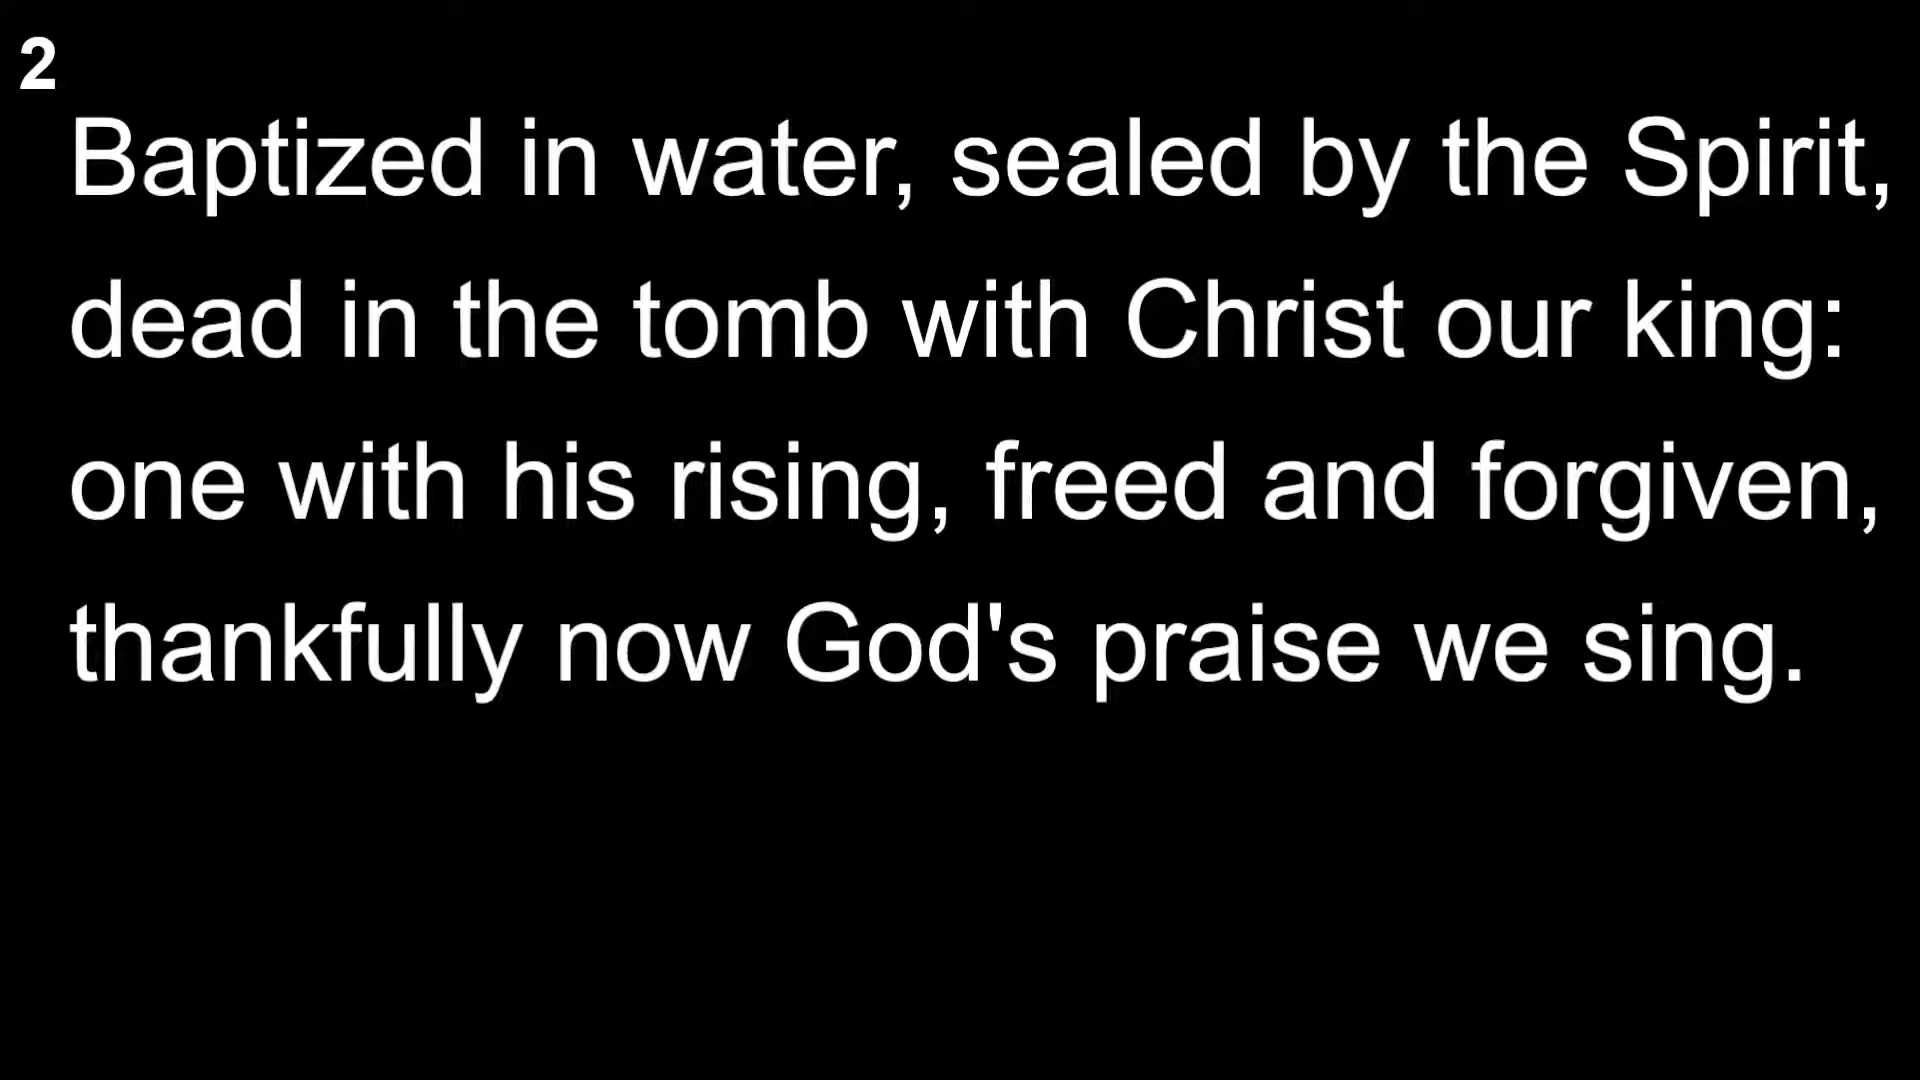 2
Baptized in water, sealed by the Spirit,
dead in the tomb with Christ our king:
one with his rising, freed and forgiven,
thankfully now God's praise we sing.